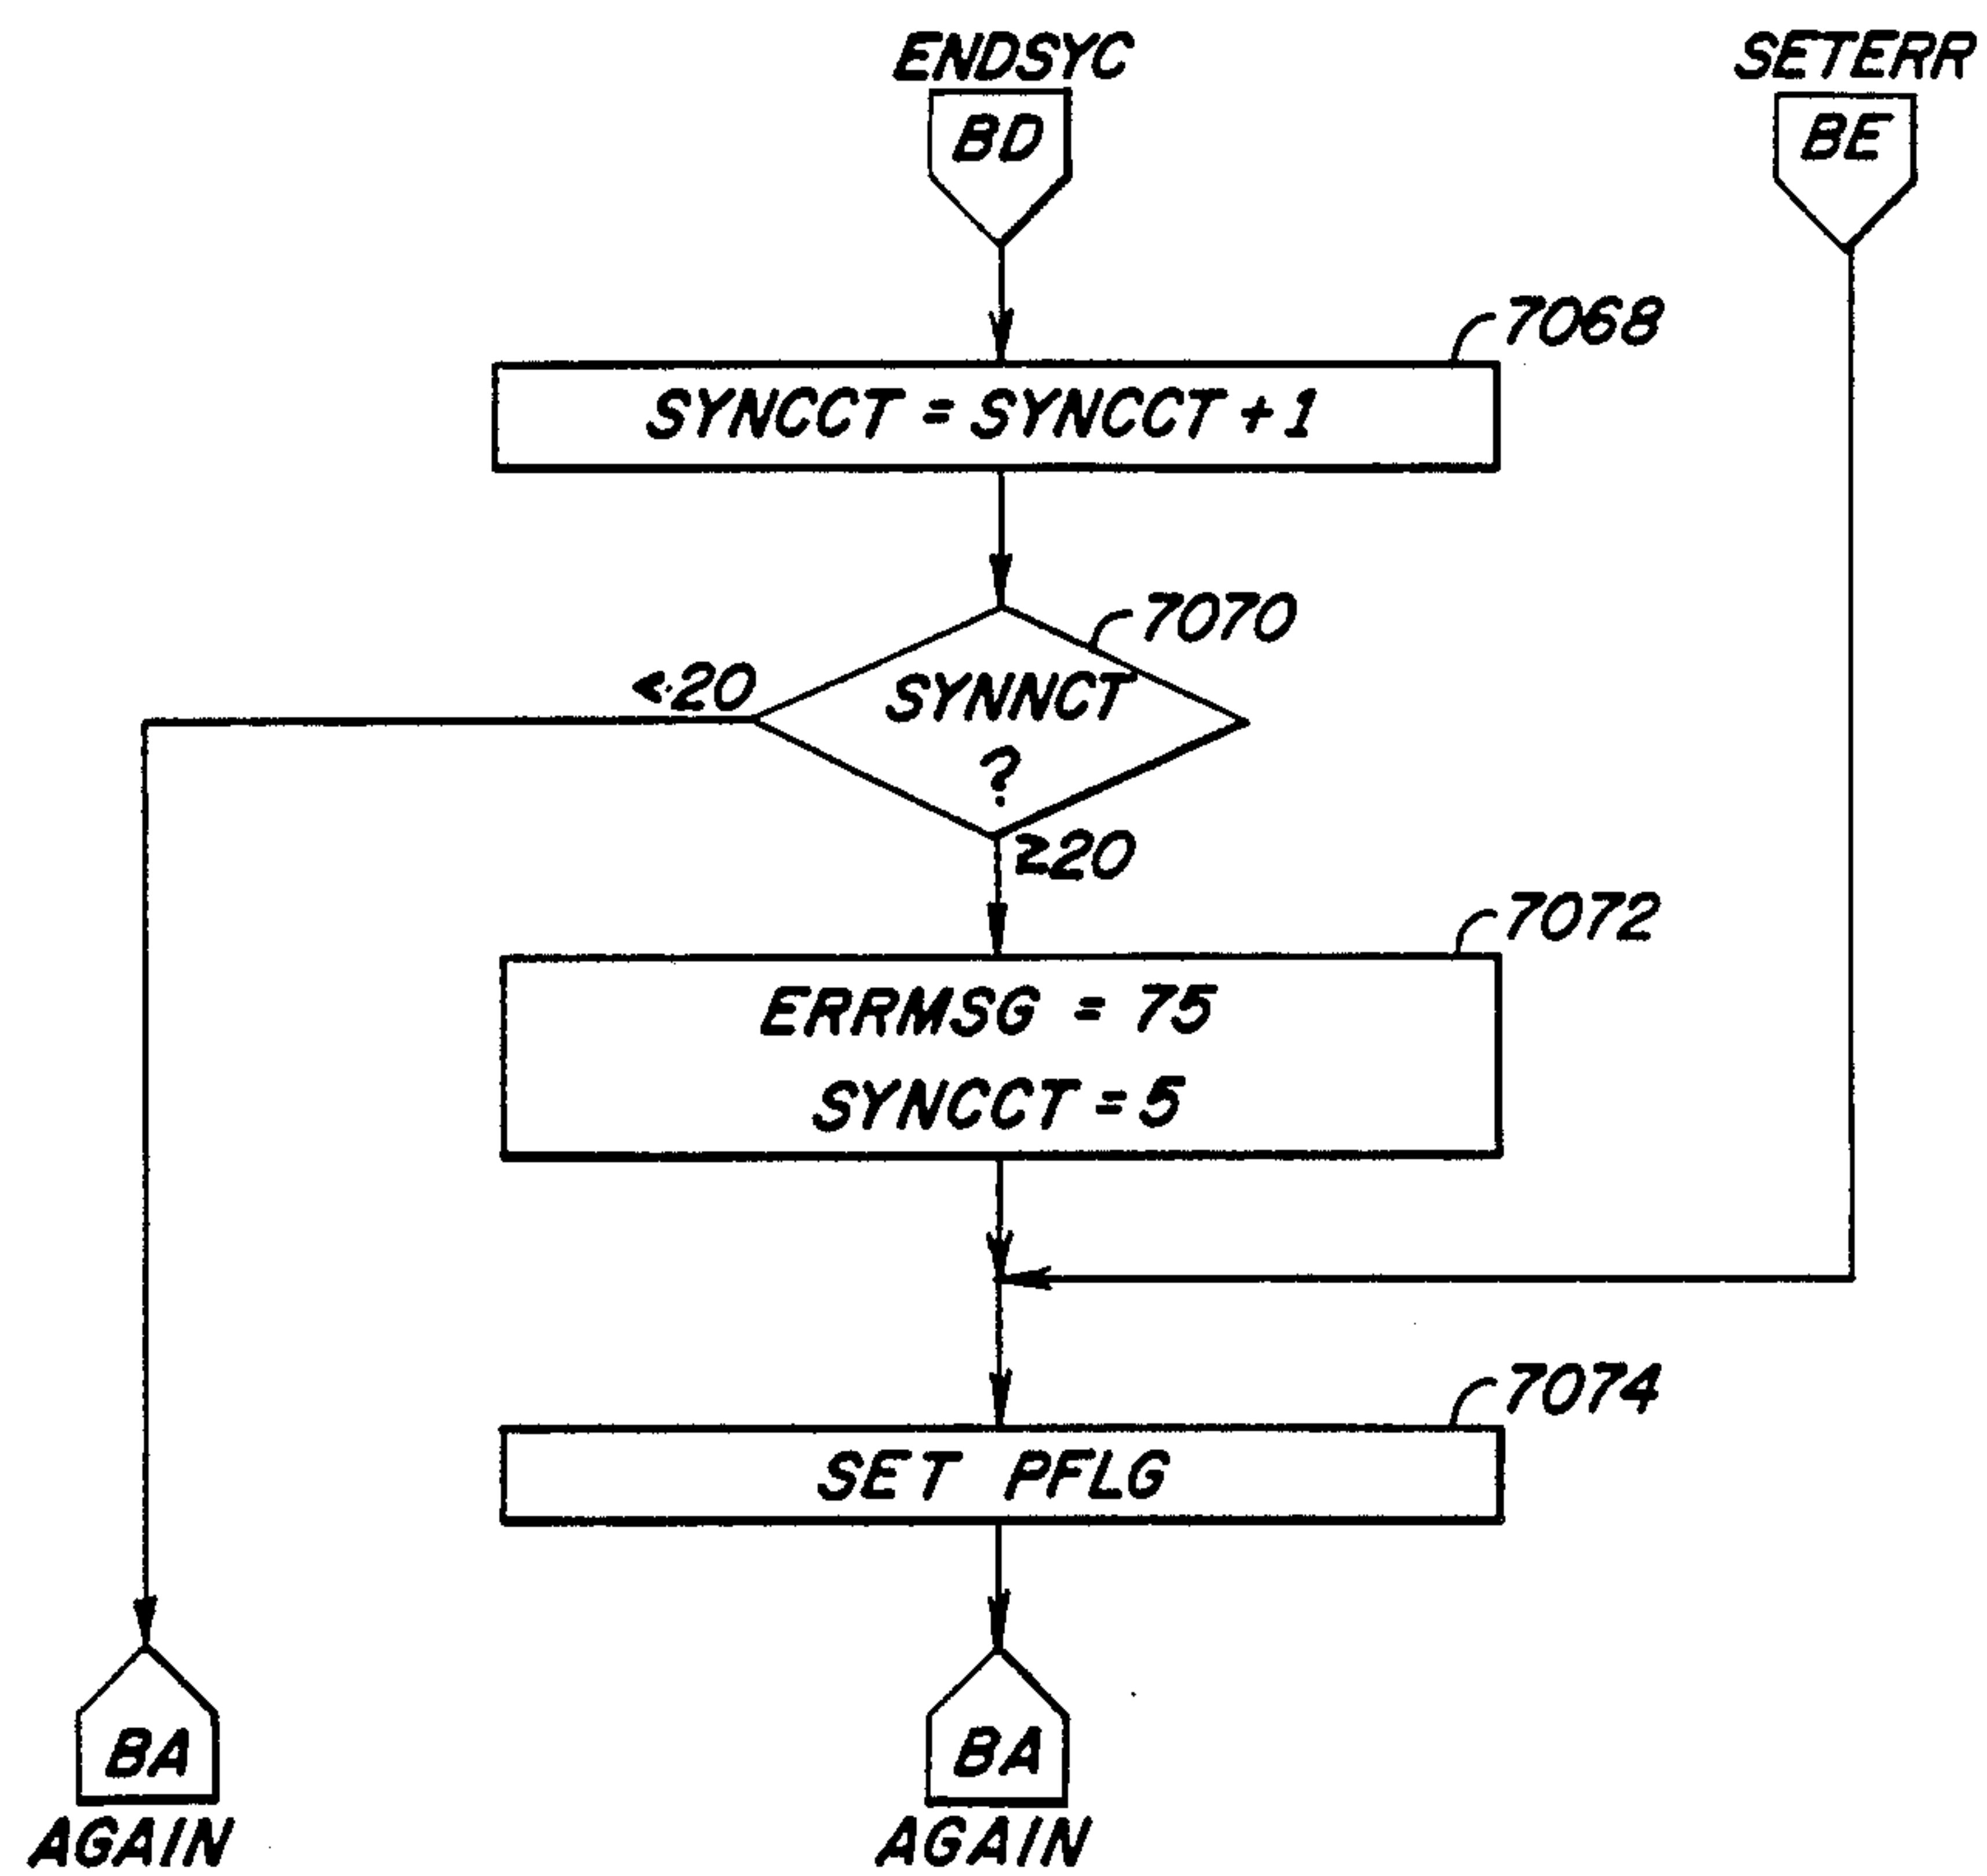 ENDSYC
SETERR
BD
BE
7068
SYNCCT = SYNCCT + 1
7070
<20
SYNNCT
?
≥20
7072
ERRMSG = 75
SYNCCT = 5
7074
SET PFLG
BA
BA
AGAIN
AGAIN